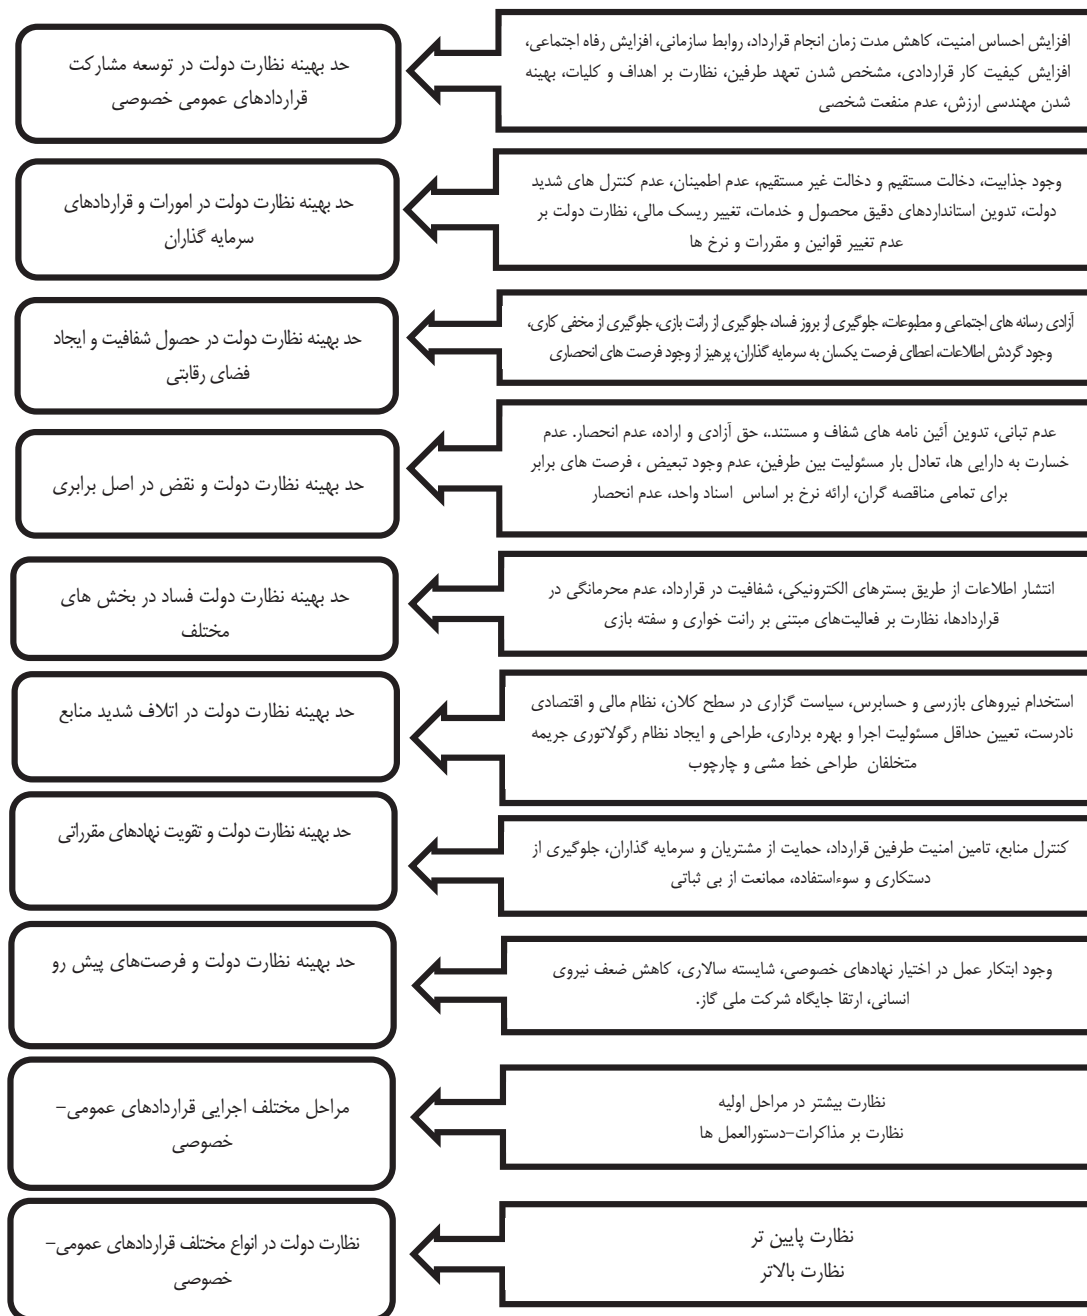 افزایش احساس امنیت، کاهش مدت زمان انجام قرارداد، روابط سازمانی، افزایش رفاه اجتماعی،
افزایش کیفیت کار قراردادی، مشخص شدن تعهد طرفین، نظارت بر اهداف و کلیات، بهینه
شدن مهندسی ارزش، عدم منفعت شخصی
حد بهینه نظارت دولت در توسعه مشارکت
قراردادهای عمومی خصوصی
وجود جذابیت، دخالت مستقیم و دخالت غیر مستقیم، عدم اطمینان، عدم کنترل های شدید
دولت، تدوین استانداردهای دقیق محصول و خدمات، تغییر ریسک مالی، نظارت دولت بر
عدم تغییر قوانین و مقررات و نرخ ها
حد بهینه نظارت دولت در امورات و قراردادهای
سرمایه گذاران
آزادی رسانه های اجتماعی و مطبوعات، جلوگیری از بروز فساد، جلوگیری از رانت بازی، جلوگیری از مخفی کاری،
وجود گردش اطلاعات، اعطای فرصت یکسان به سرمایه گذاران، پرهیز از وجود فرصت های انحصاری
حد بهینه نظارت دولت در حصول شفافیت و ایجاد
فضای رقابتی
عدم تبانی، تدوین آئین نامه های شفاف و مستند.، حق آزادی و اراده، عدم انحصار. عدم
خسارت به دارایی ها، تعادل بار مسئولیت بین طرفین، عدم وجود تبعیض ، فرصت های برابر
برای تمامی مناقصه گران، ارائه نرخ بر اساس اسناد واحد، عدم انحصار
حد بهینه نظارت دولت و نقض در اصل برابری
انتشار اطلاعات از طریق بسترهای الکترونیکی، شفافیت در قرارداد، عدم محرمانگی در
قراردادها، نظارت بر فعالیت‌های مبتنی بر رانت خواری و سفته بازی
حد بهینه نظارت دولت فساد در بخش های
مختلف
استخدام نیروهای بازرسی و حسابرس، سیاست گزاری در سطح کلان، نظام مالی و اقتصادی
نادرست، تعیین حداقل مسئولیت اجرا و بهره برداری، طراحی و ایجاد نظام رگولاتوری جریمه
متخلفان طراحی خط مشی و چارچوب
حد بهینه نظارت دولت در اتلاف شدید منابع
کنترل منابع، تامین امنیت طرفین قرارداد، حمایت از مشتریان و سرمایه گذاران، جلوگیری از
دستکاری و سوءاستفاده، ممانعت از بی ثباتی
حد بهینه نظارت دولت و تقویت نهادهای مقرراتی
وجود ابتکار عمل در اختیار نهادهای خصوصی، شایسته سالاری، کاهش ضعف نیروی
انسانی، ارتقا جایگاه شرکت ملی گاز.
حد بهینه نظارت دولت و فرصت‌های پیش رو
نظارت بیشتر در مراحل اولیه
نظارت بر مذاکرات-دستورالعمل ها
مراحل مختلف اجرایی قراردادهای عمومی-
خصوصی
نظارت پایین تر
نظارت بالاتر
نظارت دولت در انواع مختلف قراردادهای عمومی-
خصوصی